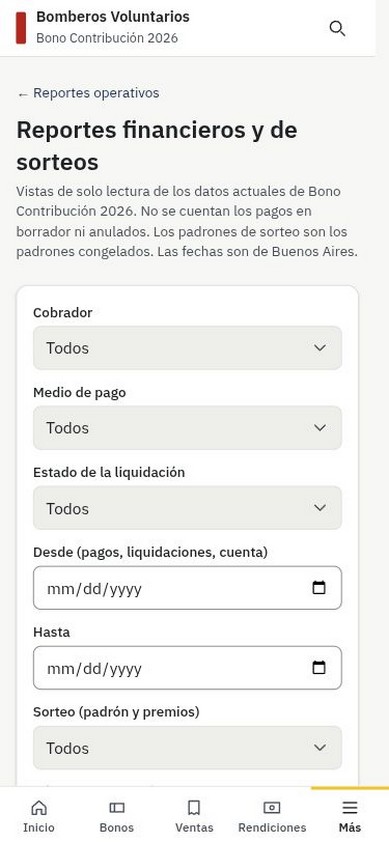 Bomberos Voluntarios
Bono Contribución 2026
← Reportes operativos
Reportes financieros y de
sorteos
Vistas de solo lectura de los datos actuales de Bono
Contribución 2026. No se cuentan los pagos en
borrador ni anulados. Los padrones de sorteo son los
padrones congelados. Las fechas son de Buenos Aires.
Cobrador
Todos
Medio de pago
Todos
Estado de la liquidación
Todos
Desde (pagos, liquidaciones, cuenta)
mm/dd/yyyy
Hasta
mm/dd/yyyy
Sorteo (padrón y premios)
Todos
Inicio
Bonos
Ventas
Rendiciones
Más